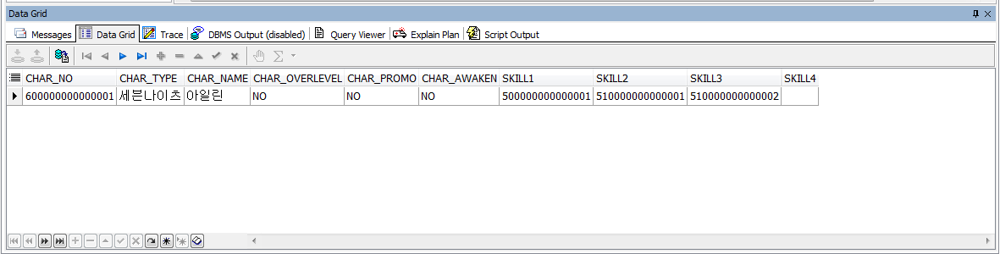 Data Grid
Messages Data Grid Trace DBMS Output (disabled) Query Viewer Explain Plan Script Output
CHAR_NO CHAR_TYPE CHAR_NAME CHAR_OVERLEVEL CHAR_PROMO CHAR_AWAKEN SKILL1 SKILL2 SKILL3 SKILL4
600000000000001 세븐나이츠 아일린 NO NO NO 500000000000001 510000000000001 510000000000002